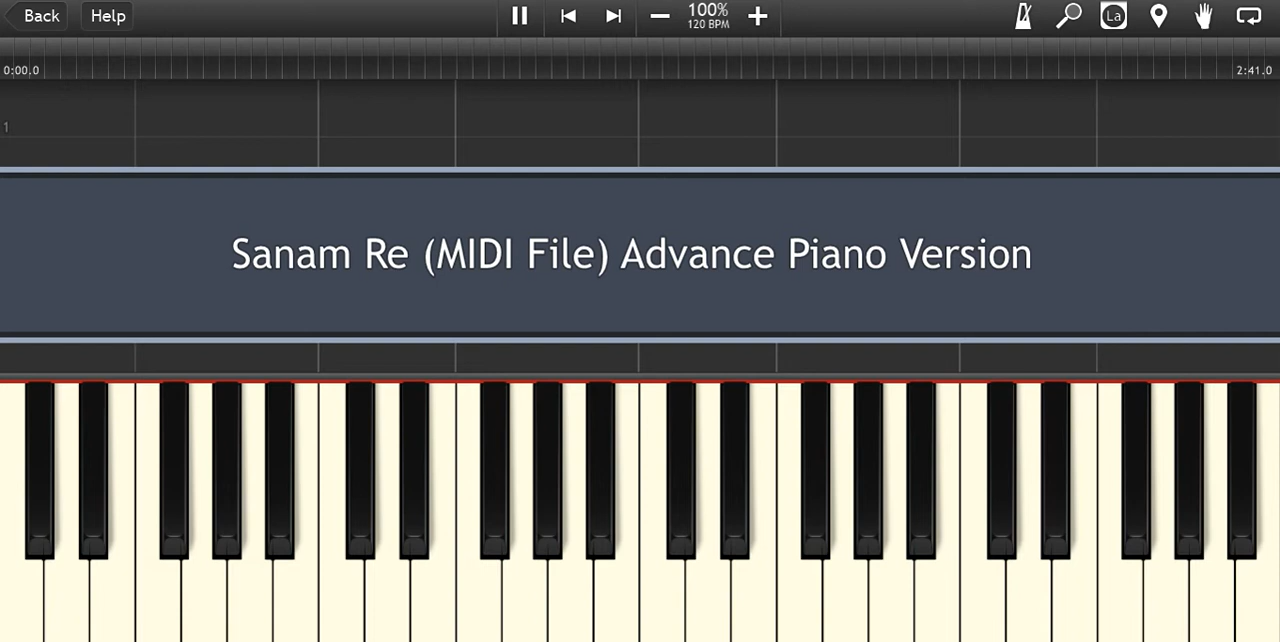 Back Help 100%
120 BPM La
0:00.0 2:41.0
1
Sanam Re (MIDI File) Advance Piano Version